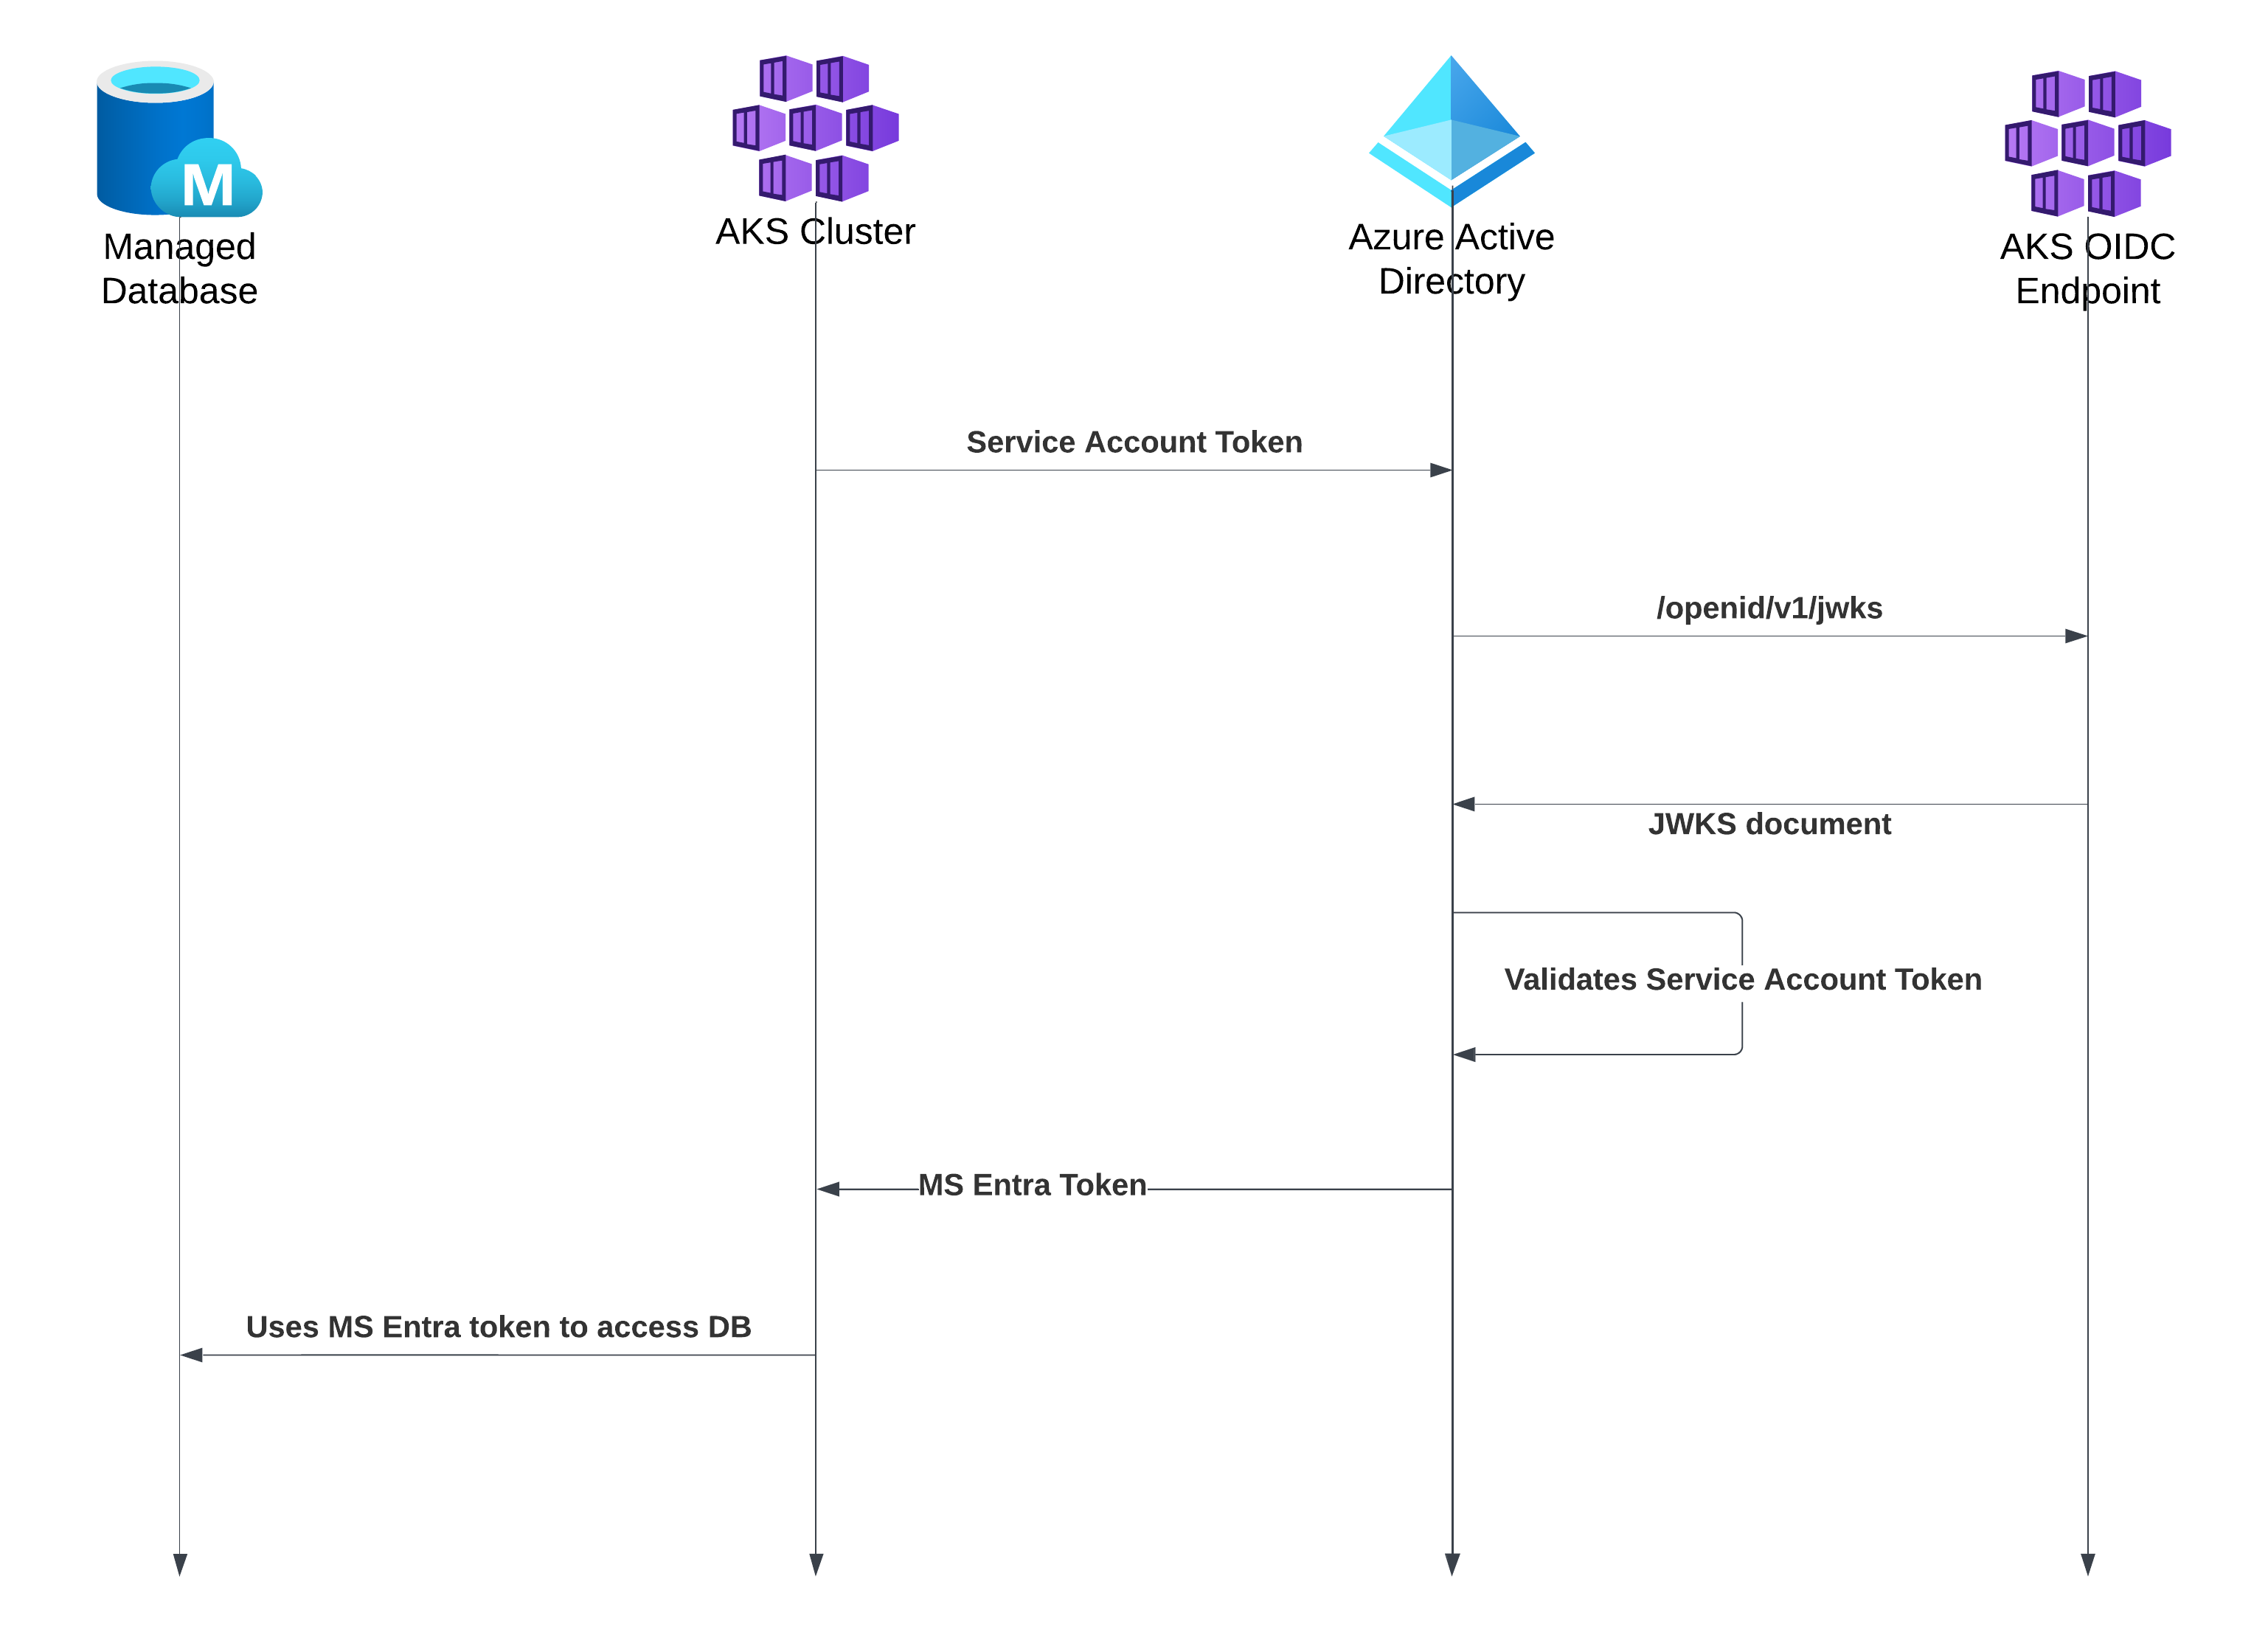 M
Managed
Database
AKS Cluster
Azure Active
Directory
AKS OIDC
Endpoint
Service Account Token
/openid/v1/jwks
JWKS document
Validates Service Account Token
MS Entra Token
Uses MS Entra token to access DB